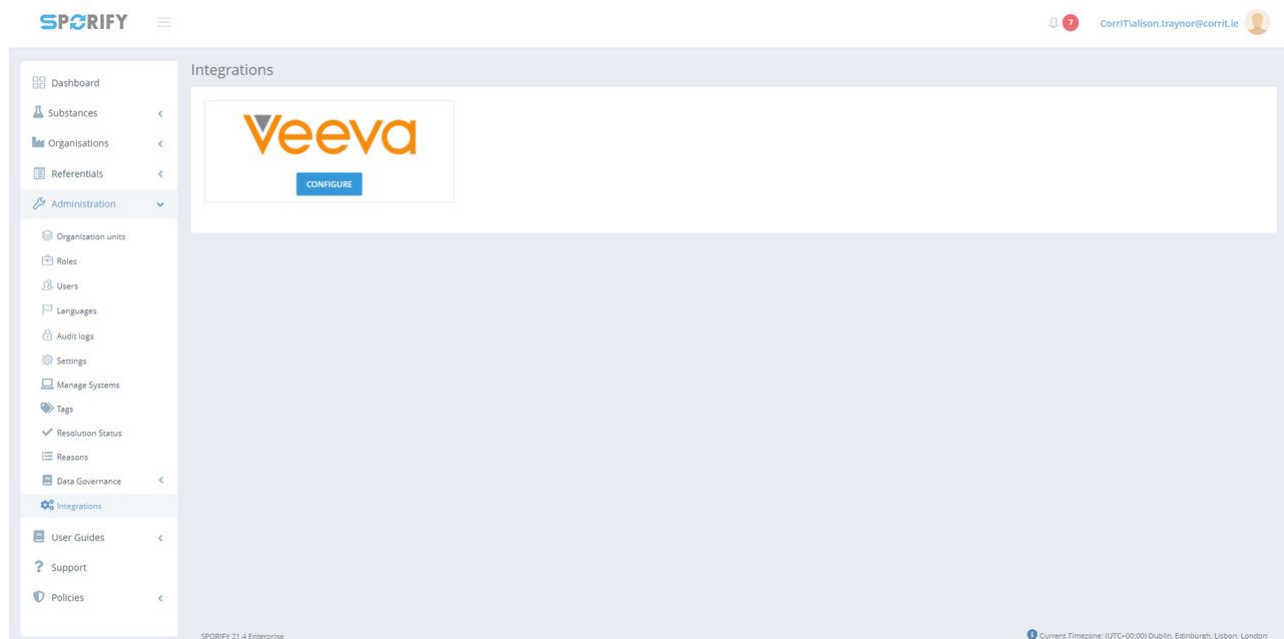 SPORIFY
7
CorrIT\alison.traynor@corrit.ie
Dashboard
Substances
Organisations
Referentials
Administration
Organization units
Roles
Users
Languages
Audit logs
Settings
Manage Systems
Tags
Resolution Status
Reasons
Data Governance
Integrations
User Guides
Support
Policies
Integrations
Veeva
CONFIGURE
SPORIFY 21.4 Enterprise
Current Timezone: (UTC+00:00) Dublin, Edinburgh, Lisbon, London